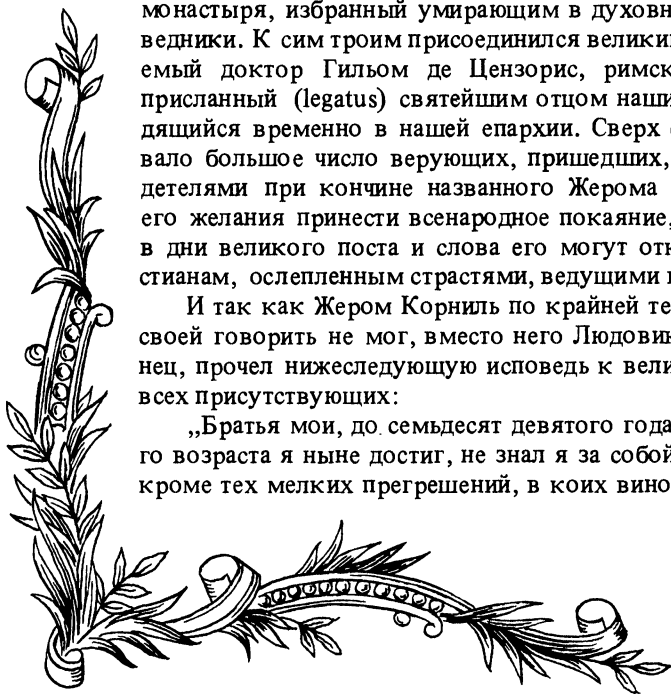 монастыря, избранный умирающим в духовн
ведники. К сим троим присоединился велики
емый доктор Гильом де Цензорис, римск
присланный (legatus) святейшим отцом наши
дящийся временно в нашей епархии. Сверх
вало большое число верующих, пришедших,
детелями при кончине названного Жерома
его желания принести всенародное покаяние,
в дни великого поста и слова его могут отк
стианам, ослепленным страстями, ведущими
И так как Жером Корниль по крайней те
своей говорить не мог, вместо него Людови
нец, прочел нижеследующую исповедь к вели
всех присутствующих:
„Братья мои, до семьдесят девятого года
го возраста я ныне достиг, не знал я за собой
кроме тех мелких прегрешений, в коих вино